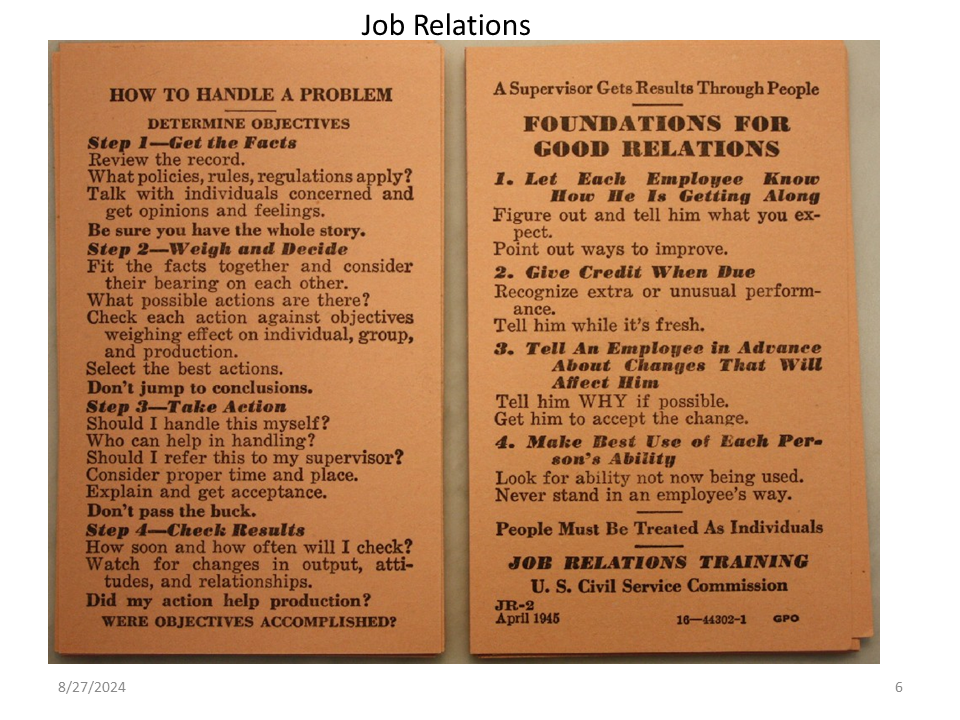 Job Relations
HOW TO HANDLE A PROBLEM
DETERMINE OBJECTIVES
Step 1—Get the Facts
Review the record.
What policies, rules, regulations apply?
Talk with individuals concerned and
get opinions and feelings.
Be sure you have the whole story.
Step 2—Weigh and Decide
Fit the facts together and consider
their bearing on each other.
What possible actions are there?
Check each action against objectives
weighing effect on individual, group,
and production.
Select the best actions.
Don't jump to conclusions.
Step 3—Take Action
Should I handle this myself?
Who can help in handling?
Should I refer this to my supervisor?
Consider proper time and place.
Explain and get acceptance.
Don't pass the buck.
Step 4—Check Results
How soon and how often will I check?
Watch for changes in output, atti-
tudes, and relationships.
Did my action help production?
WERE OBJECTIVES ACCOMPLISHED?
A Supervisor Gets Results Through People
FOUNDATIONS FOR
GOOD RELATIONS
1. Let Each Employee Know
How He Is Getting Along
Figure out and tell him what you ex-
pect.
Point out ways to improve.
2. Give Credit When Due
Recognize extra or unusual perform-
ance.
Tell him while it's fresh.
3. Tell An Employee in Advance
About Changes That Will
Affect Him
Tell him WHY if possible.
Get him to accept the change.
4. Make Best Use of Each Per-
son's Ability
Look for ability not now being used.
Never stand in an employee's way.
People Must Be Treated As Individuals
JOB RELATIONS TRAINING
U. S. Civil Service Commission
JR-2
April 1945
16—44302-1 GPO
8/27/2024
6